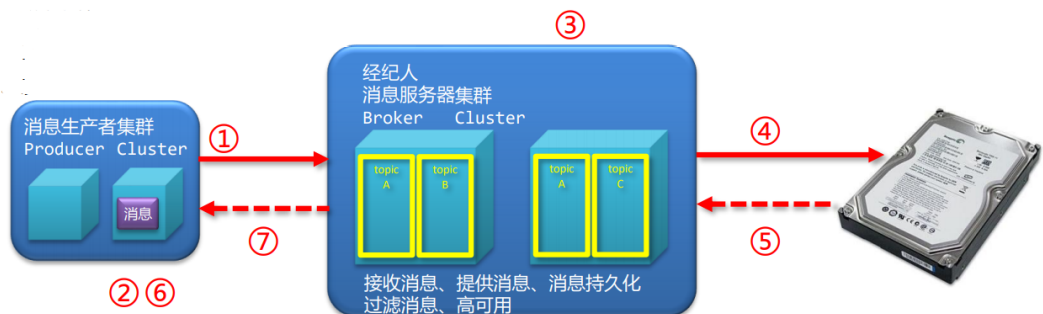 ③
经纪人
消息服务器集群
Broker Cluster
消息生产者集群
Producer Cluster
①
④
topic A
topic B
topic A
topic C
消息
⑦
⑤
② ⑥
接收消息、提供消息、消息持久化
过滤消息、高可用